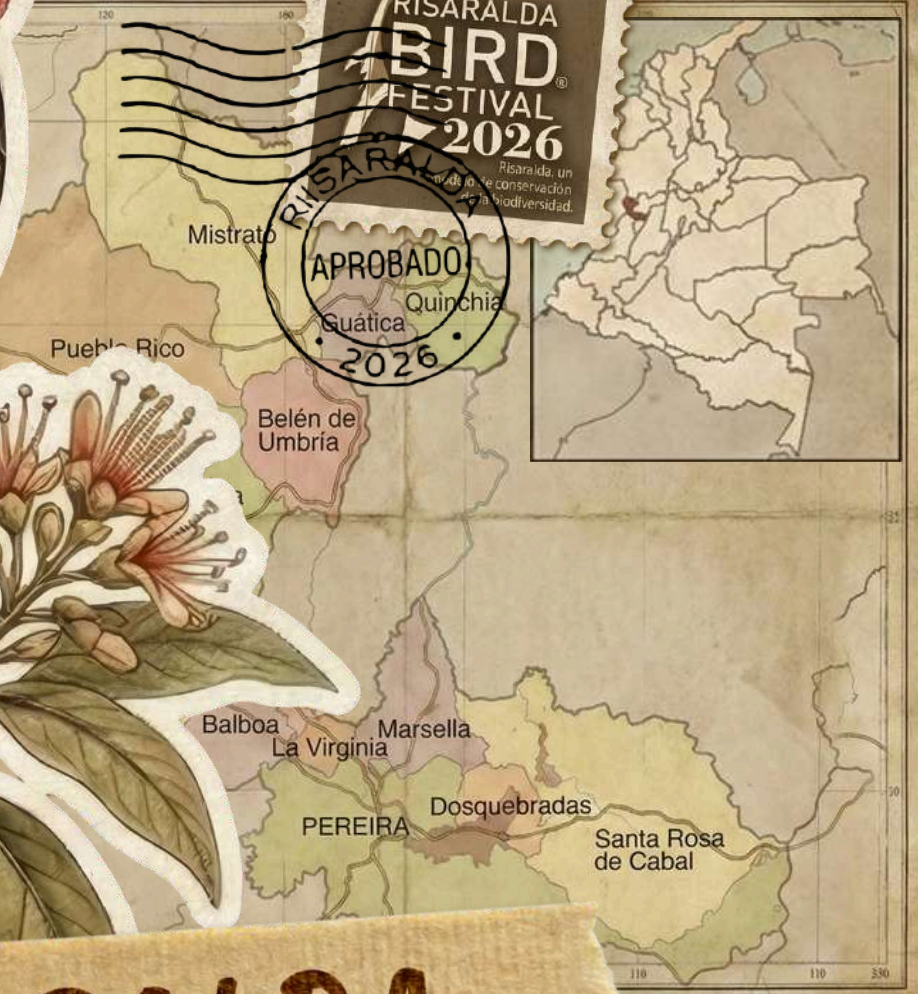 120
180
RISARALDA
BIRD®
FESTIVAL
2026
Risaralda, un
modelo de conservación
de la biodiversidad.
RISARALDA
APROBADO
2026
Mistrató
Quinchia
Guática
Pueblo Rico
Belén de
Umbría
Balboa
La Virginia
Marsella
Dosquebradas
PEREIRA
Santa Rosa
de Cabal
110
110
330